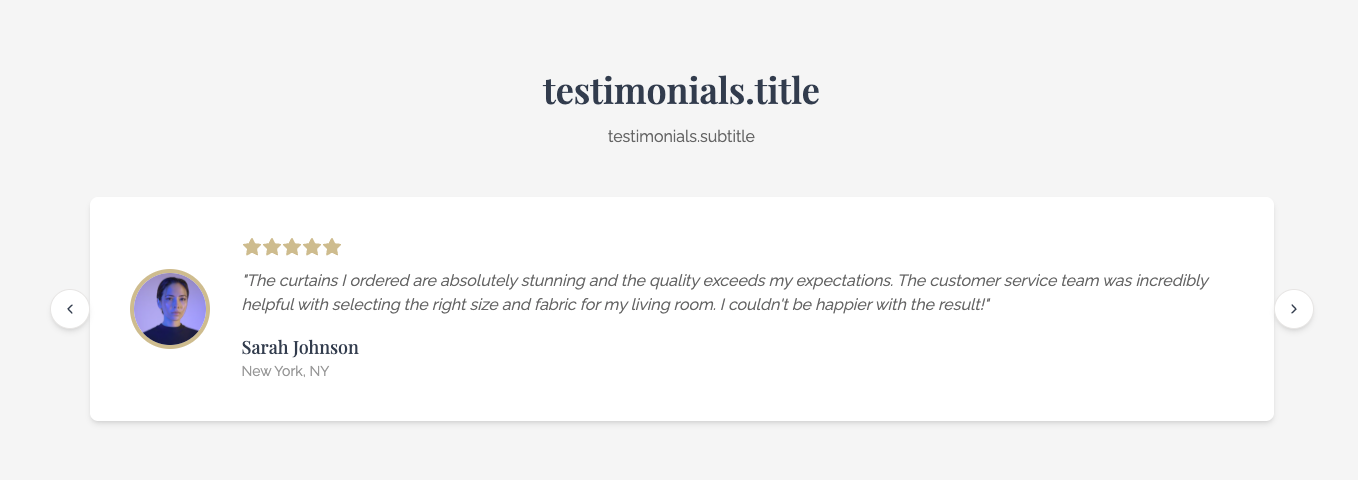 testimonials.title
testimonials.subtitle
"The curtains I ordered are absolutely stunning and the quality exceeds my expectations. The customer service team was incredibly
helpful with selecting the right size and fabric for my living room. I couldn't be happier with the result!"
Sarah Johnson
New York, NY